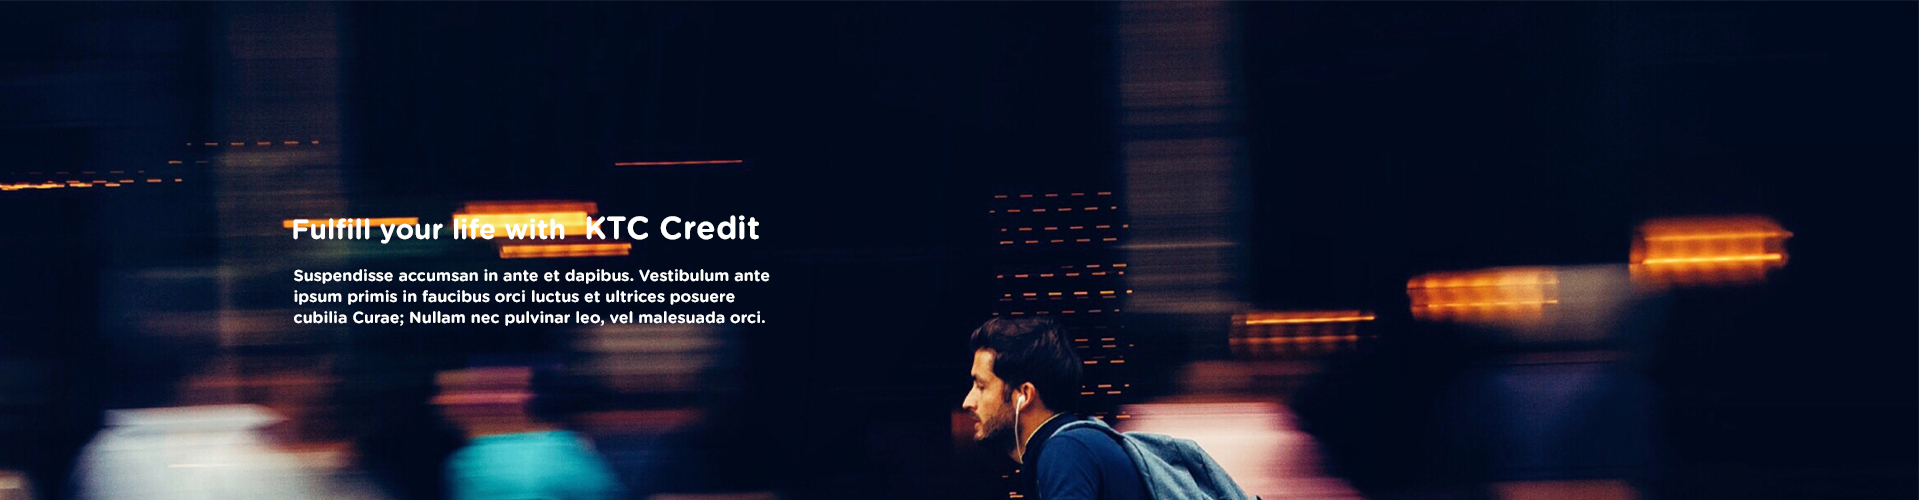 Fulfill your life with KTC Credit
Suspendisse accumsan in ante et dapibus. Vestibulum ante
ipsum primis in faucibus orci luctus et ultrices posuere
cubilia Curae; Nullam nec pulvinar leo, vel malesuada orci.